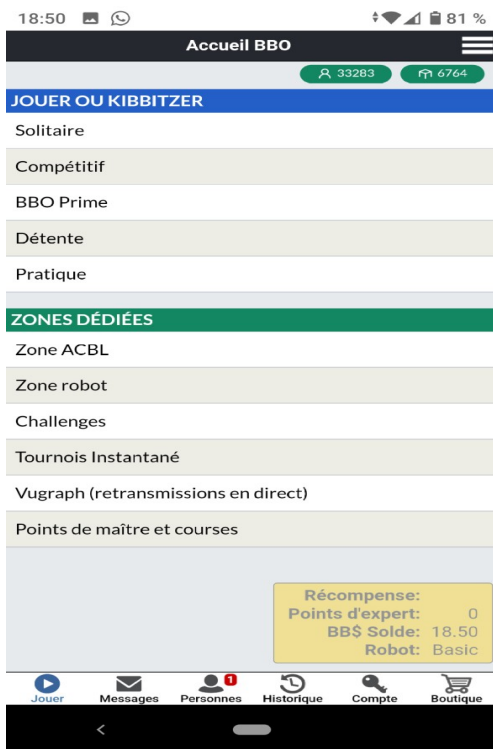 18:50 81 %
Accueil BBO
33283 6764
JOUER OU KIBBITZER
Solitaire
Compétitif
BBO Prime
Détente
Pratique
ZONES DÉDIÉES
Zone ACBL
Zone robot
Challenges
Tournois Instantané
Vugraph (retransmissions en direct)
Points de maître et courses
Récompense:
Points d'expert: 0
BB$ Solde: 18.50
Robot: Basic
1
Jouer Messages Personnes Historique Compte Boutique